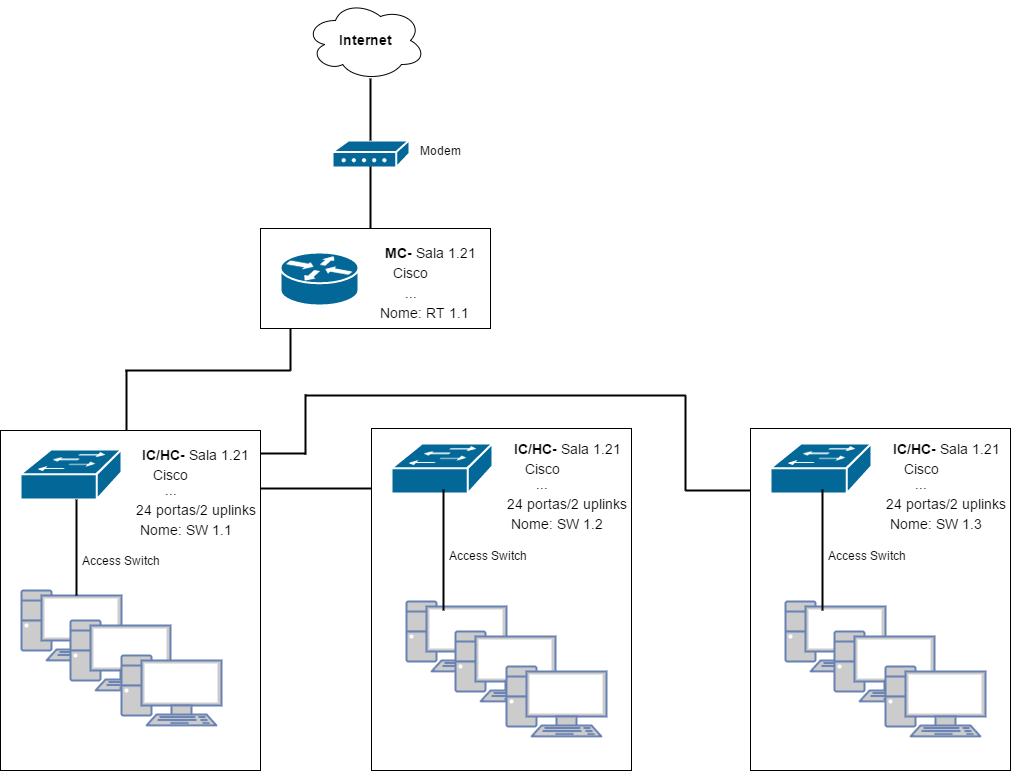 Internet
Modem
MC- Sala 1.21
Cisco
...
Nome: RT 1.1
IC/HC- Sala 1.21
Cisco
...
24 portas/2 uplinks
Nome: SW 1.1
Access Switch
IC/HC- Sala 1.21
Cisco
...
24 portas/2 uplinks
Nome: SW 1.2
Access Switch
IC/HC- Sala 1.21
Cisco
...
24 portas/2 uplinks
Nome: SW 1.3
Access Switch